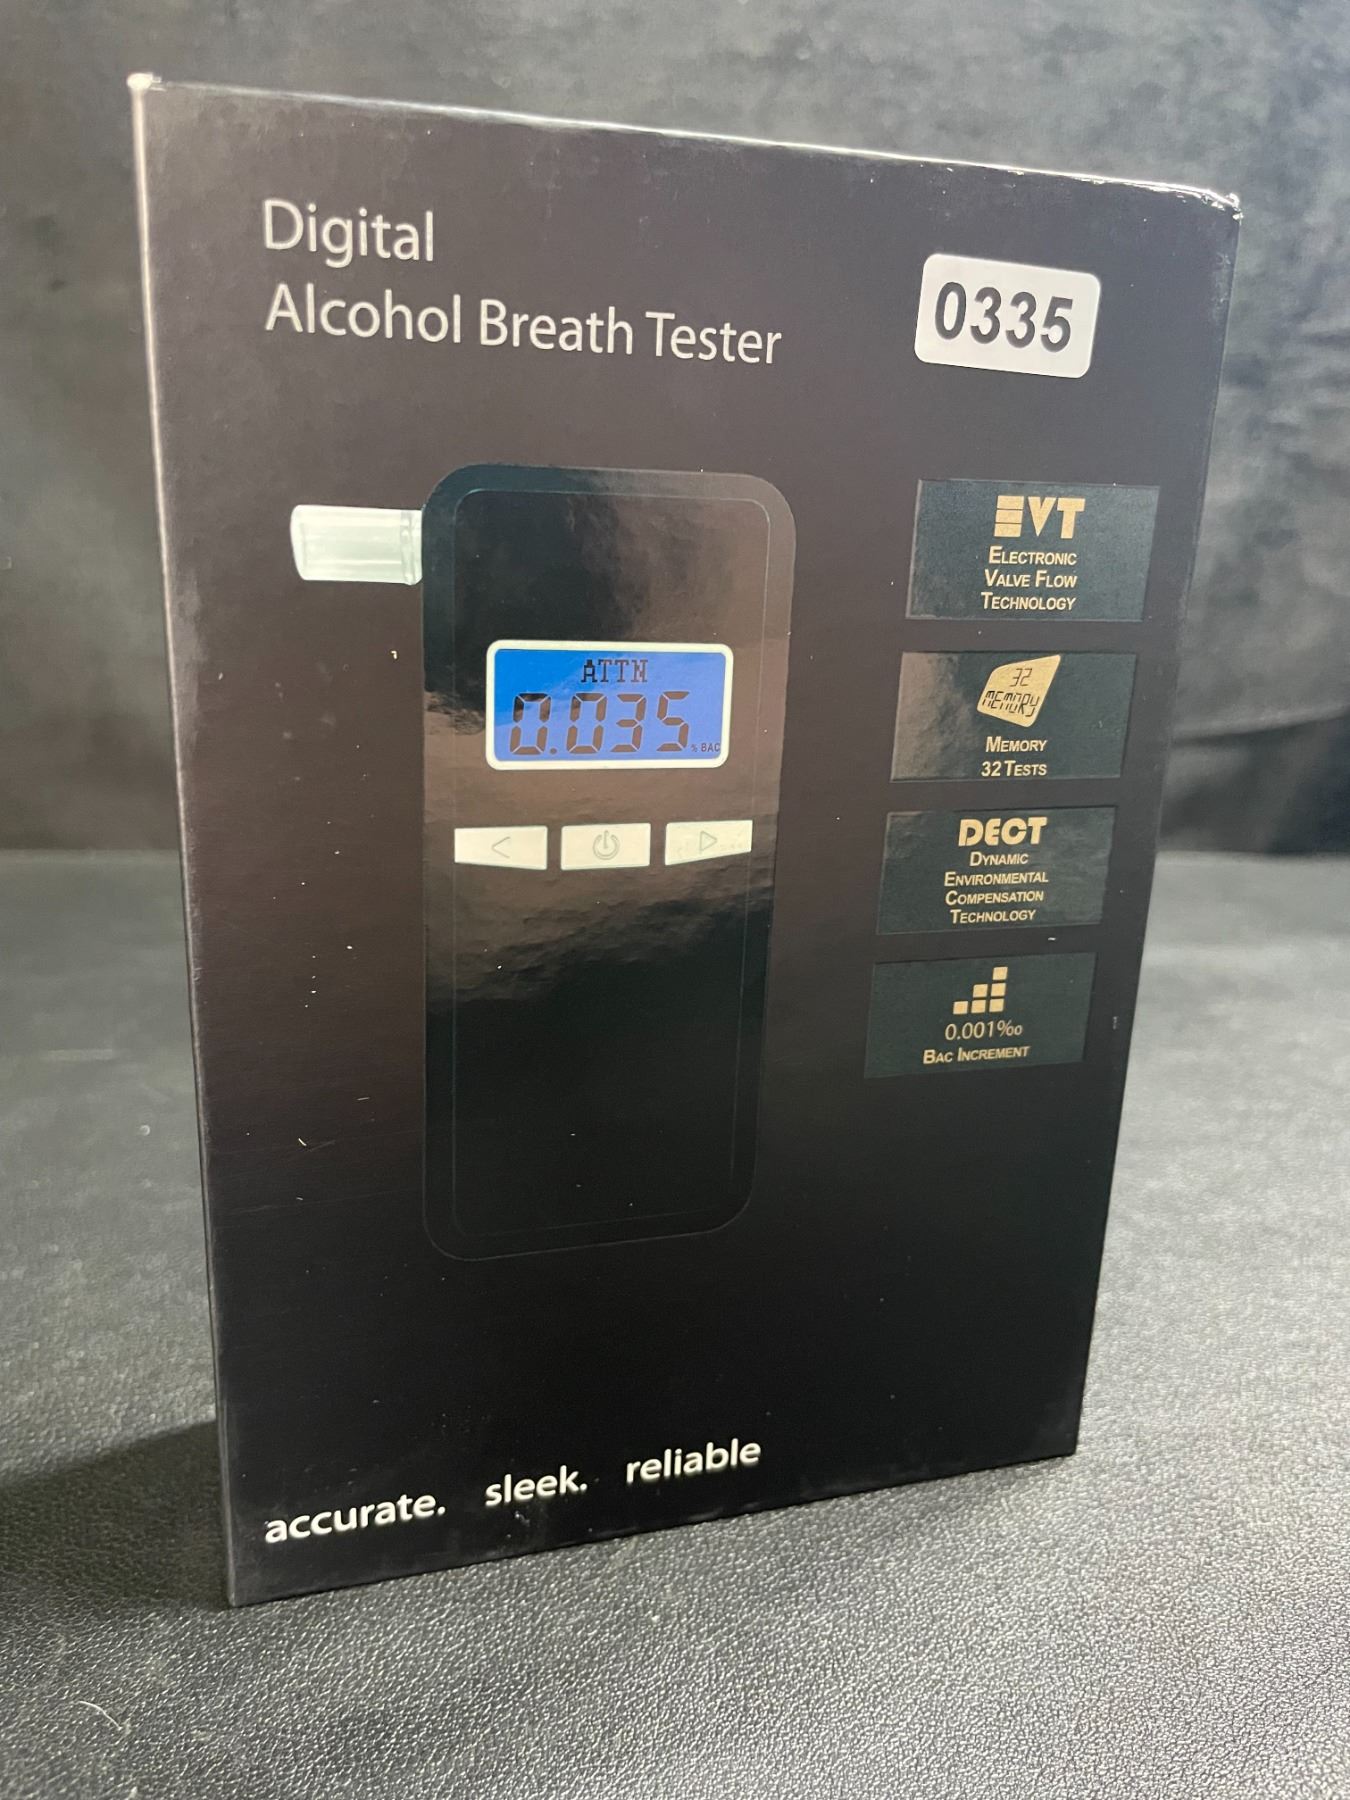 Digital
Alcohol Breath Tester
0335
EVT
ELECTRONIC
VALVE FLOW
TECHNOLOGY
ATTN
0.035 % BAC
32
MEMORY
MEMORY
32 TESTS
DECT
DYNAMIC
ENVIRONMENTAL
COMPENSATION
TECHNOLOGY
0.001‰
BAC INCREMENT
accurate. sleek. reliable